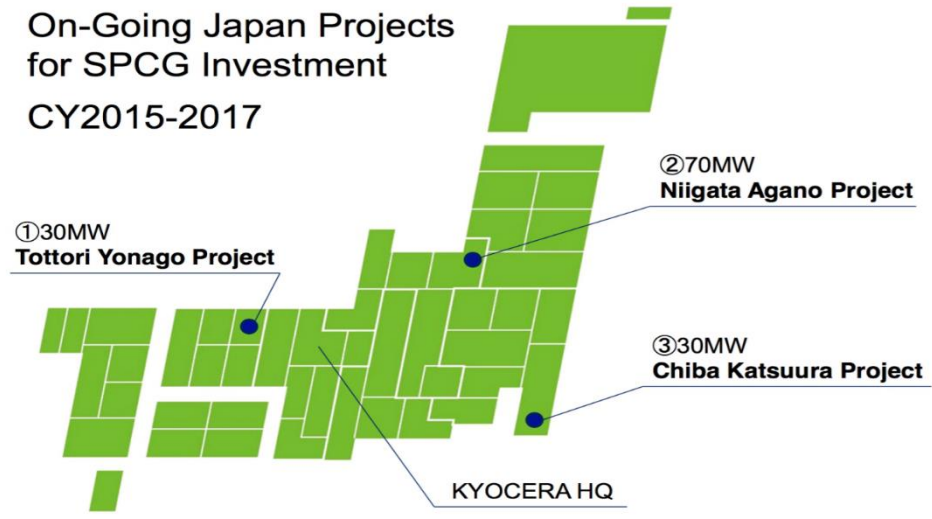 On-Going Japan Projects
for SPCG Investment
CY2015-2017
②70MW
Niigata Agano Project
①30MW
Tottori Yonago Project
③30MW
Chiba Katsuura Project
KYOCERA HQ